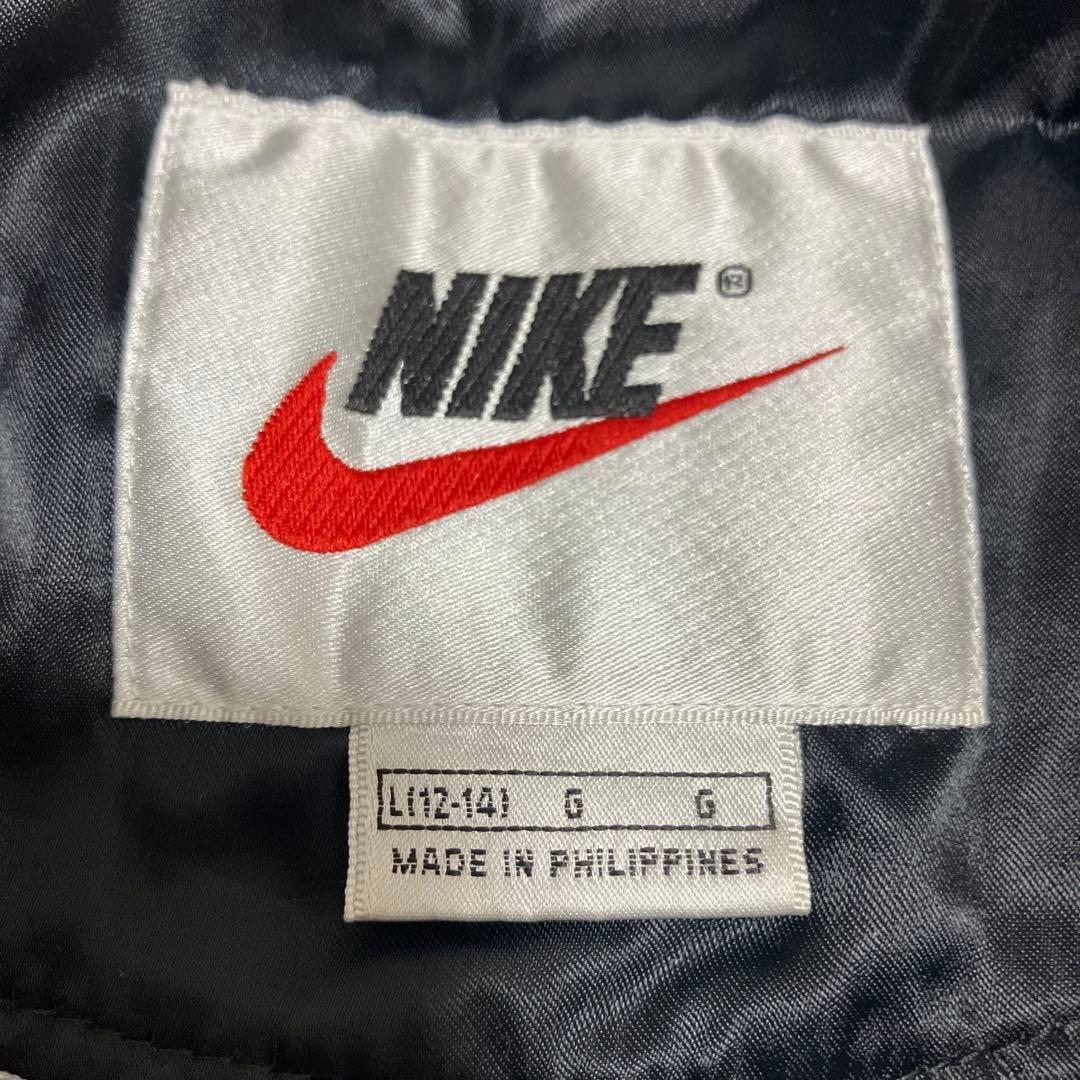 NIKE®
L(12-14) G G
MADE IN PHILIPPINES